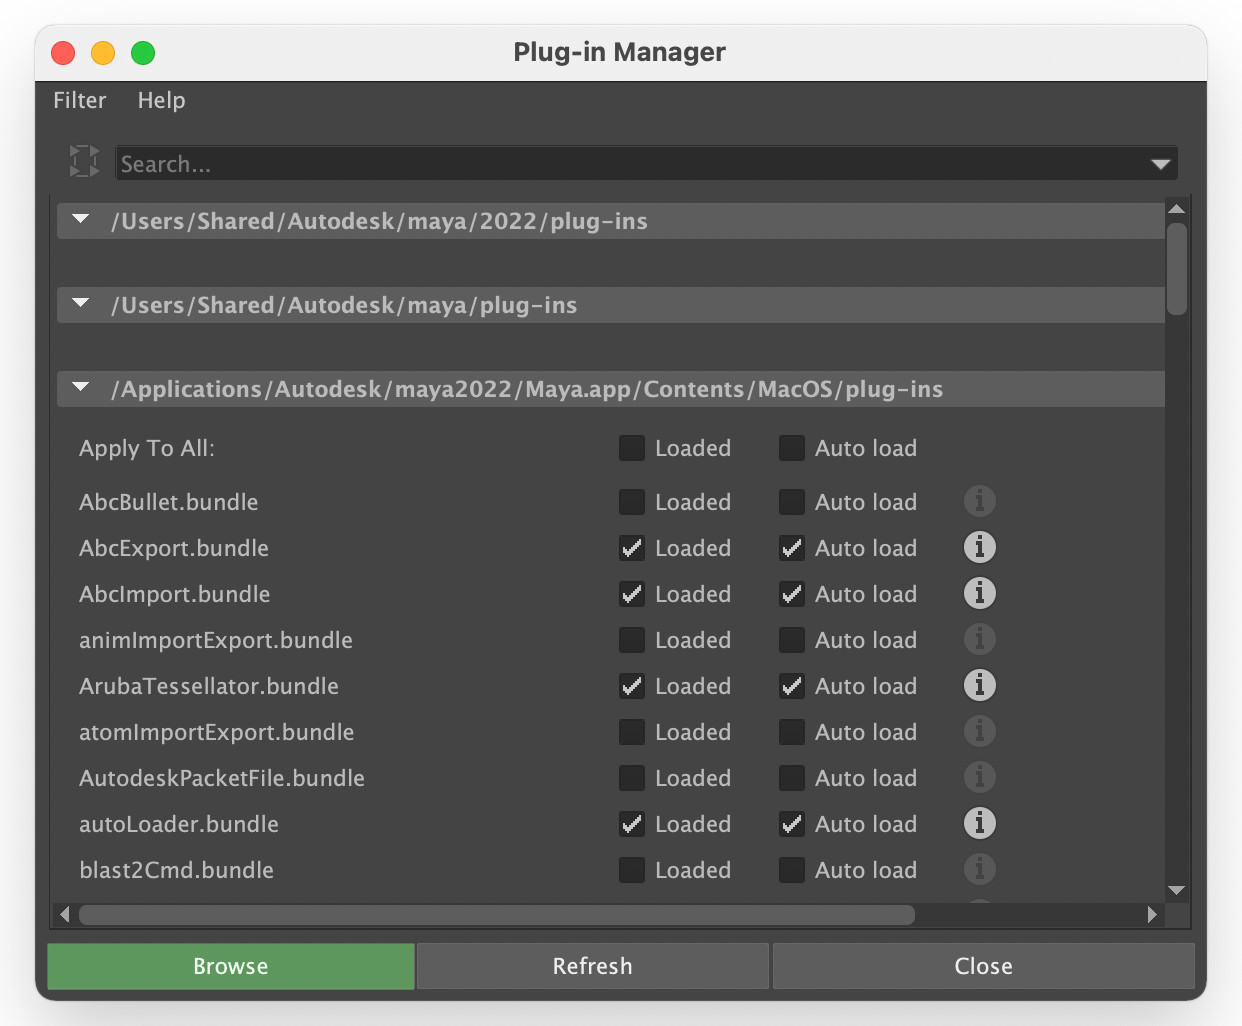 Plug-in Manager
Filter Help
Search...
/Users/Shared/Autodesk/maya/2022/plug-ins
/Users/Shared/Autodesk/maya/plug-ins
/Applications/Autodesk/maya2022/Maya.app/Contents/MacOS/plug-ins
Apply To All: Loaded Auto load
AbcBullet.bundle Loaded Auto load
AbcExport.bundle Loaded Auto load
AbcImport.bundle Loaded Auto load
animImportExport.bundle Loaded Auto load
ArubaTessellator.bundle Loaded Auto load
atomImportExport.bundle Loaded Auto load
AutodeskPacketFile.bundle Loaded Auto load
autoLoader.bundle Loaded Auto load
blast2Cmd.bundle Loaded Auto load
Browse Refresh Close